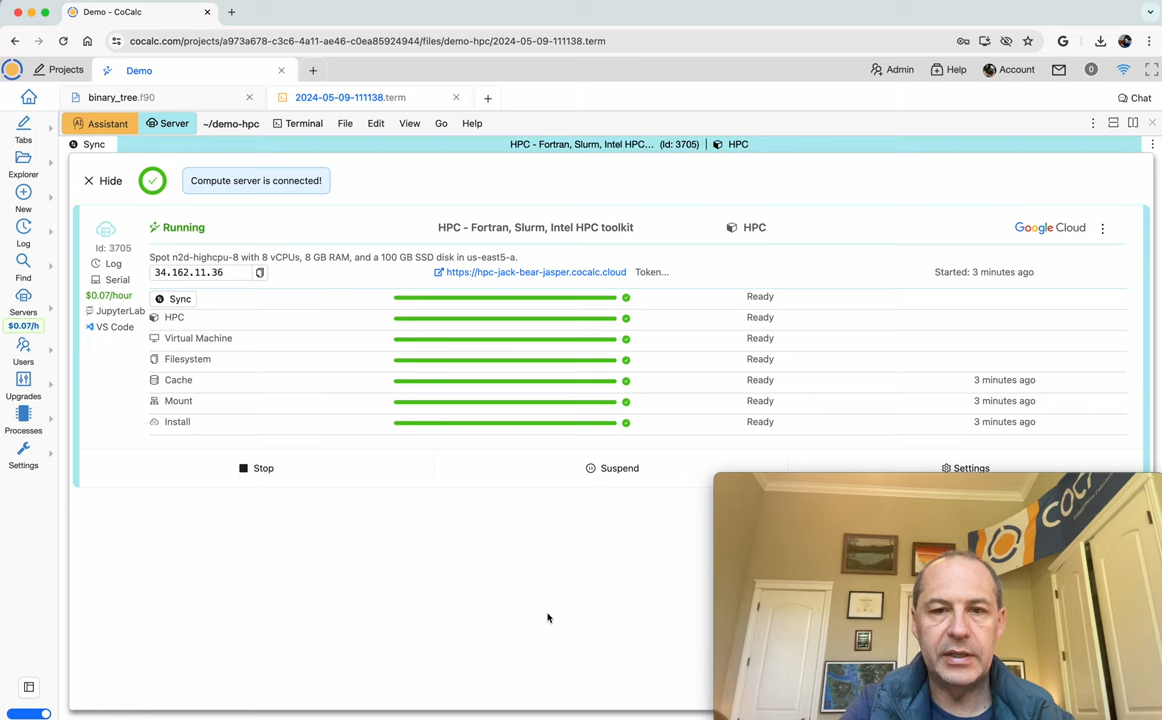 Demo - CoCalc
cocalc.com/projects/a973a678-c3c6-4a11-ae46-c0ea85924944/files/demo-hpc/2024-05-09-111138.term
Projects
Demo
Admin
Help
Account
0
binary_tree.f90
2024-05-09-111138.term
Chat
Tabs
Explorer
New
Log
Find
Servers
$0.07/h
Users
Upgrades
Processes
Settings
Assistant
Server
~/demo-hpc
Terminal
File
Edit
View
Go
Help
Sync
HPC - Fortran, Slurm, Intel HPC... (Id: 3705)
HPC
Hide
Compute server is connected!
Id: 3705
Log
Serial
$0.07/hour
JupyterLab
VS Code
Running
HPC - Fortran, Slurm, Intel HPC toolkit
HPC
Google Cloud
Spot n2d-highcpu-8 with 8 vCPUs, 8 GB RAM, and a 100 GB SSD disk in us-east5-a.
34.162.11.36
https://hpc-jack-bear-jasper.cocalc.cloud
Token...
Started: 3 minutes ago
Sync
Ready
HPC
Ready
Virtual Machine
Ready
Filesystem
Ready
Cache
Ready
3 minutes ago
Mount
Ready
3 minutes ago
Install
Ready
3 minutes ago
Stop
Suspend
Settings